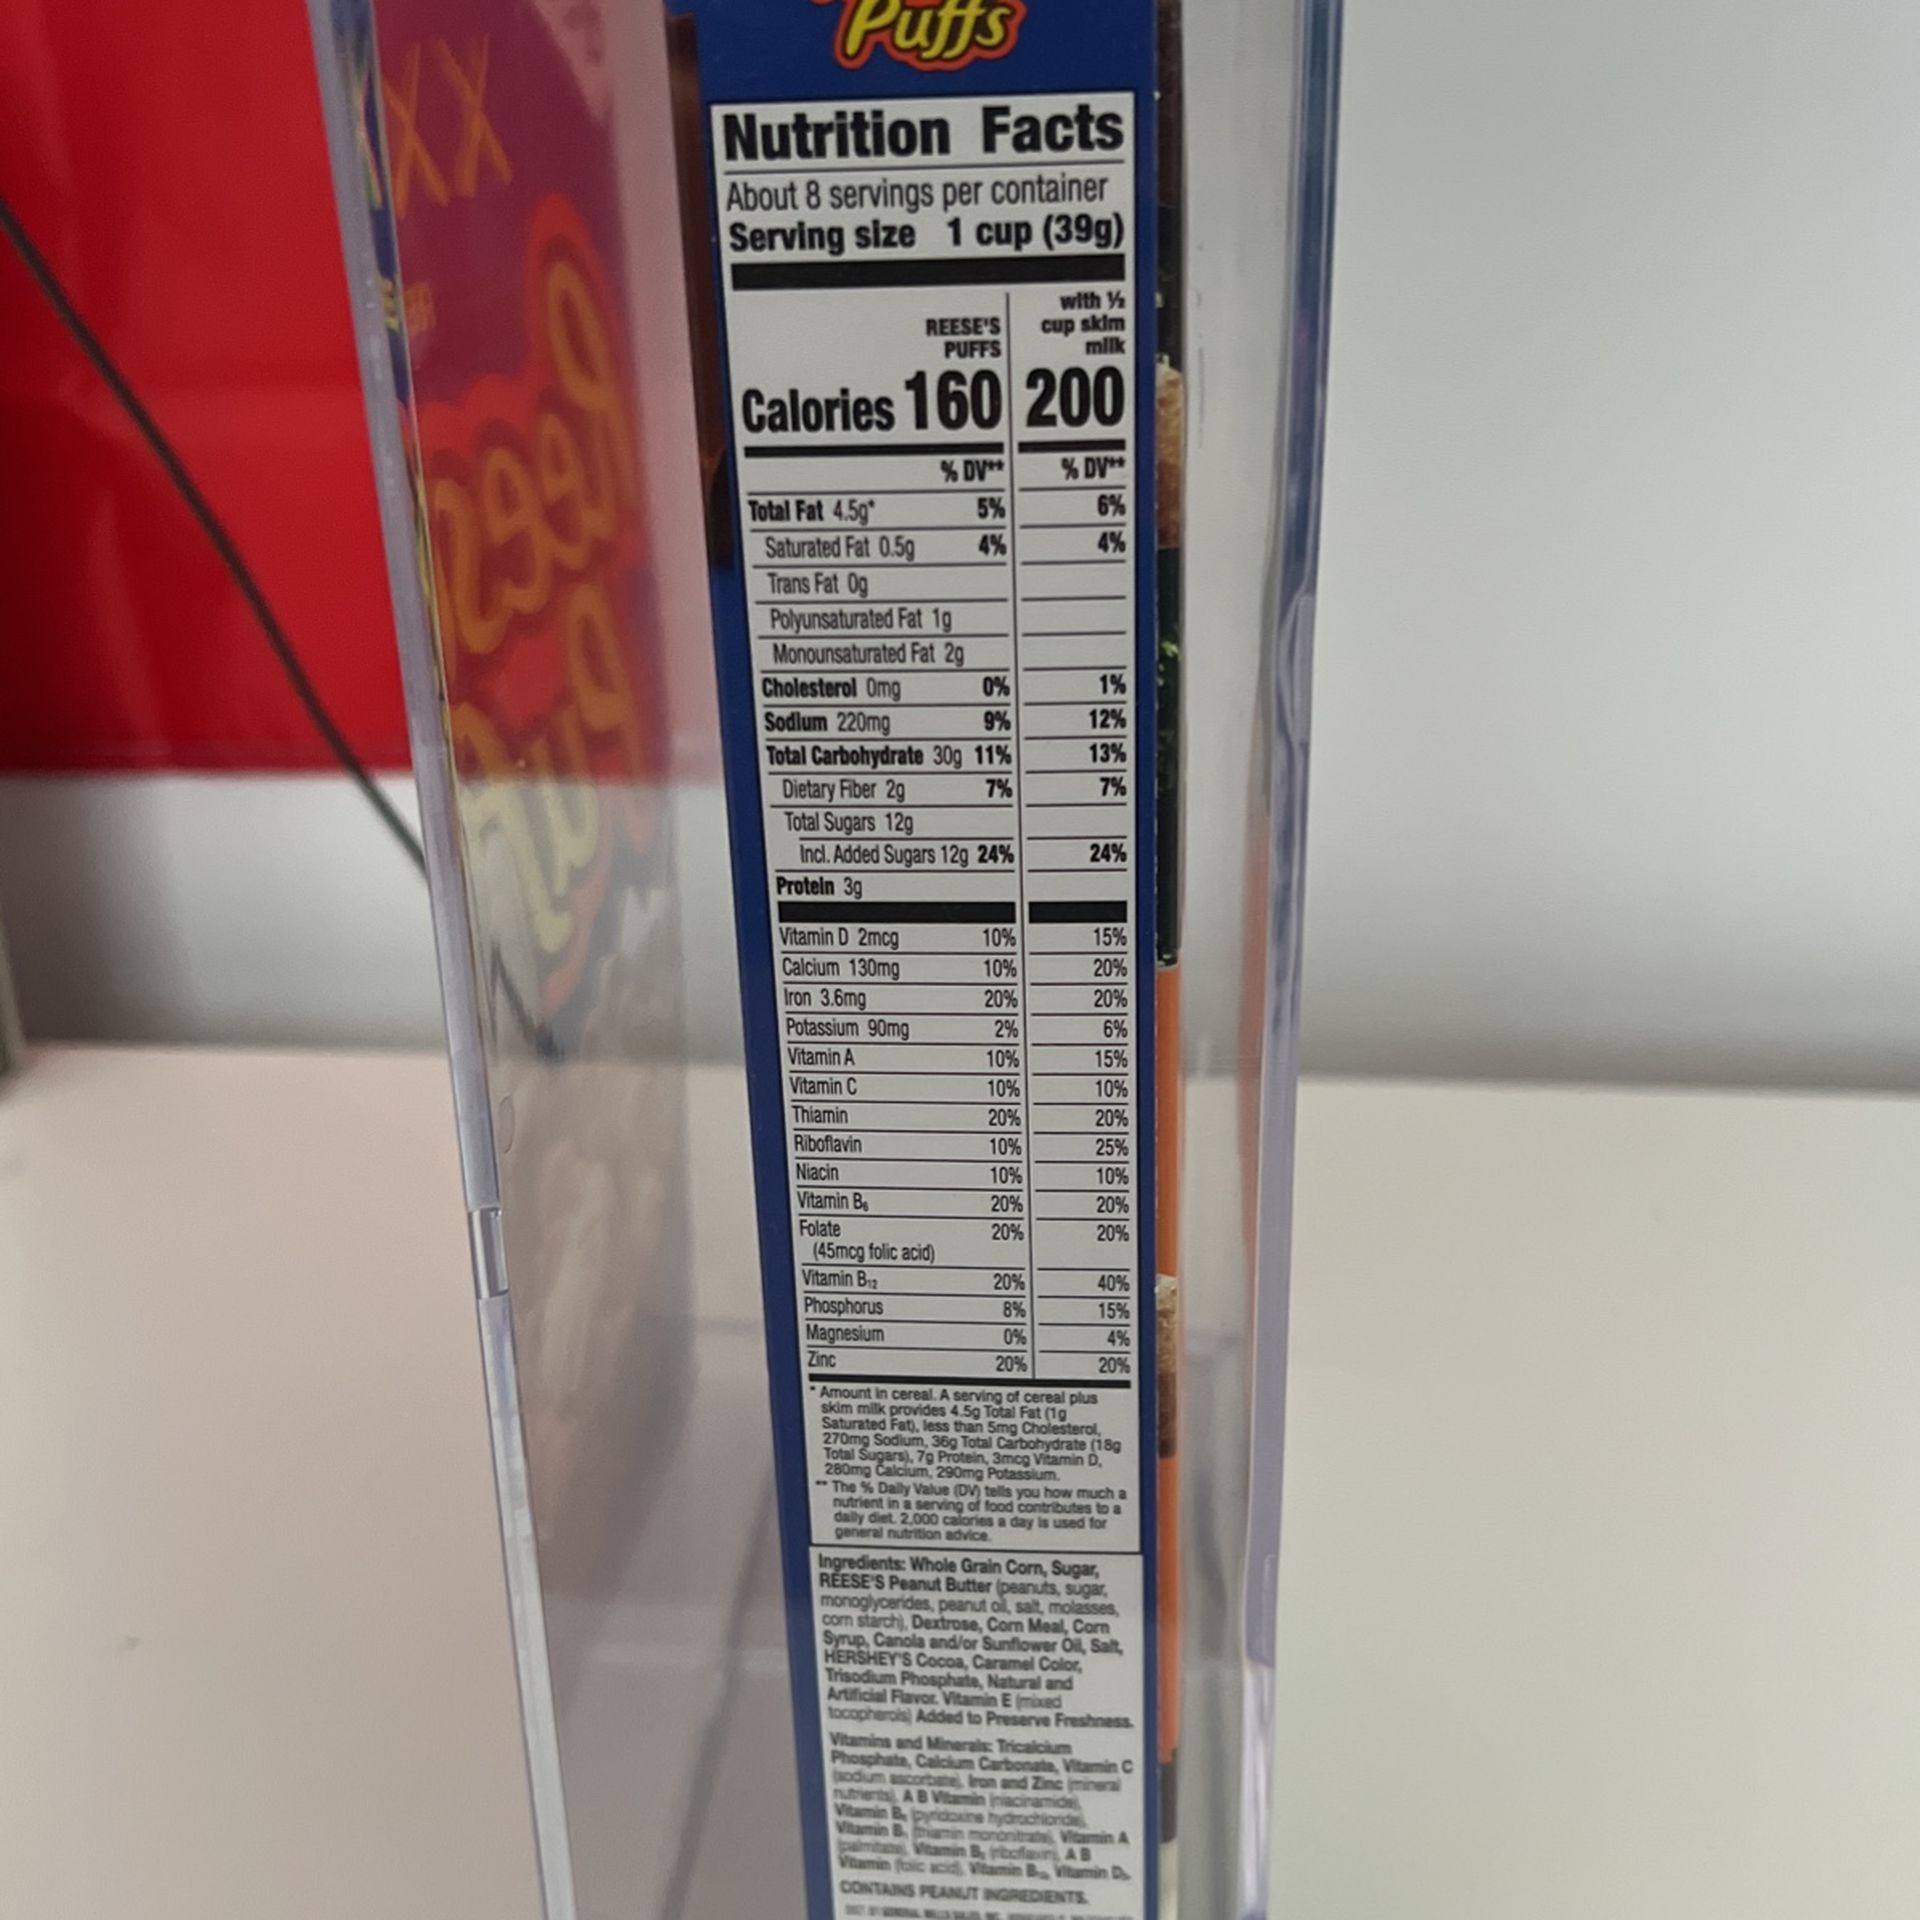 Puffs
Nutrition Facts
About 8 servings per container
Serving size 1 cup (39g)
REESE'S
PUFFS
with ½
cup skim
milk
Calories 160 200
% DV** % DV**
Total Fat 4.5g* 5% 6%
Saturated Fat 0.5g 4% 4%
Trans Fat 0g
Polyunsaturated Fat 1g
Monounsaturated Fat 2g
Cholesterol 0mg 0% 1%
Sodium 220mg 9% 12%
Total Carbohydrate 30g 11% 13%
Dietary Fiber 2g 7% 7%
Total Sugars 12g
Incl. Added Sugars 12g 24% 24%
Protein 3g
Vitamin D 2mcg 10% 15%
Calcium 130mg 10% 20%
Iron 3.6mg 20% 20%
Potassium 90mg 2% 6%
Vitamin A 10% 15%
Vitamin C 10% 10%
Thiamin 20% 20%
Riboflavin 10% 25%
Niacin 10% 10%
Vitamin B₆ 20% 20%
Folate 20% 20%
(45mcg folic acid)
Vitamin B₁₂ 20% 40%
Phosphorus 8% 15%
Magnesium 0% 4%
Zinc 20% 20%
* Amount in cereal. A serving of cereal plus
skim milk provides 4.5g Total Fat (1g
Saturated Fat), less than 5mg Cholesterol,
270mg Sodium, 36g Total Carbohydrate (18g
Total Sugars), 7g Protein, 3mcg Vitamin D,
280mg Calcium, 290mg Potassium.
** The % Daily Value (DV) tells you how much a
nutrient in a serving of food contributes to a
daily diet. 2,000 calories a day is used for
general nutrition advice.
Ingredients: Whole Grain Corn, Sugar,
REESE'S Peanut Butter (peanuts, sugar,
monoglycerides, peanut oil, salt, molasses,
corn starch), Dextrose, Corn Meal, Corn
Syrup, Canola and/or Sunflower Oil, Salt,
HERSHEY'S Cocoa, Caramel Color,
Trisodium Phosphate, Natural and
Artificial Flavor. Vitamin E (mixed
tocopherols) Added to Preserve Freshness.
Vitamins and Minerals: Tricalcium
Phosphate, Calcium Carbonate, Vitamin C
(sodium ascorbate), Iron and Zinc (mineral
nutrients), A B Vitamin (niacinamide),
Vitamin B₆ (pyridoxine hydrochloride),
Vitamin B₁ (thiamin mononitrate), Vitamin A
(palmitate), Vitamin B₂ (riboflavin), A B
Vitamin (folic acid), Vitamin B₁₂, Vitamin D₃.
CONTAINS PEANUT INGREDIENTS.
XXX
Reese's
Puffs